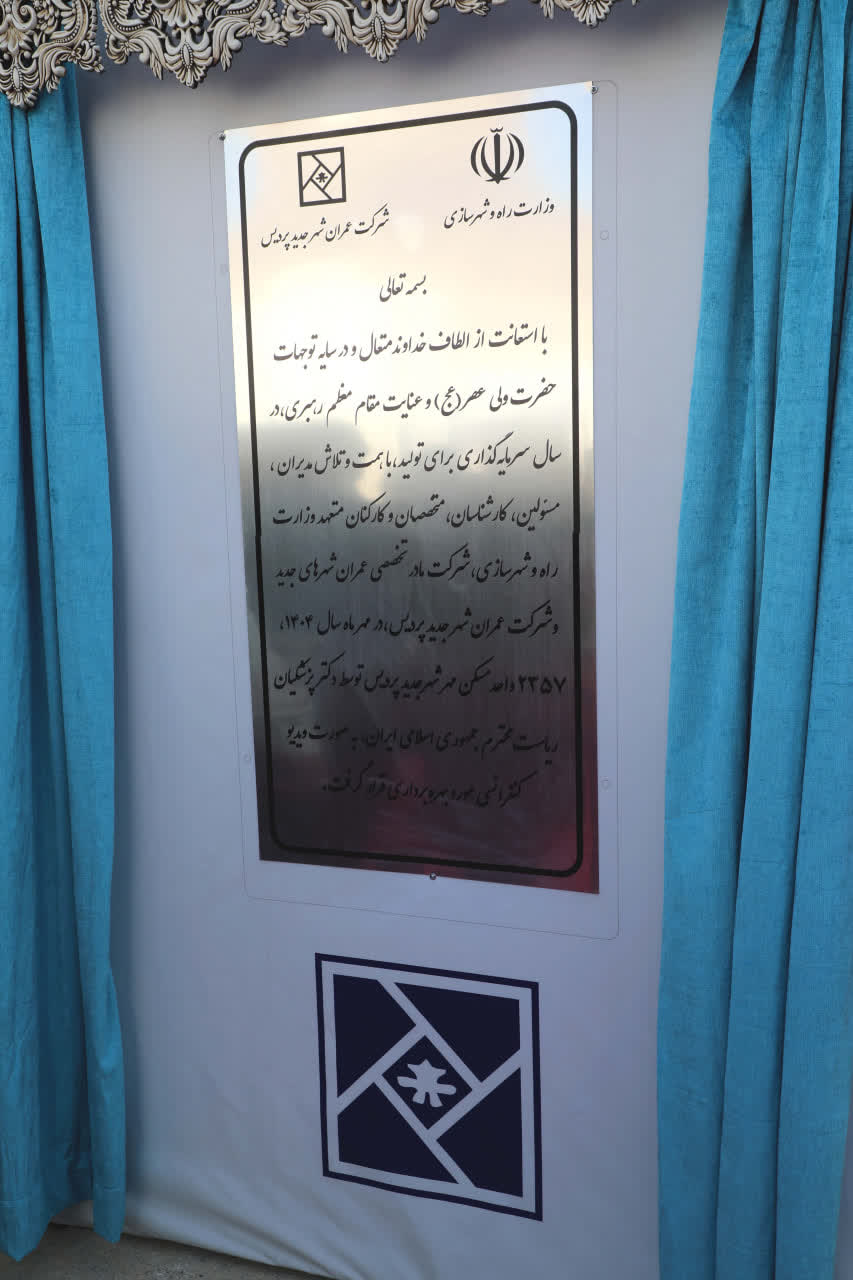 وزارت راه و شهرسازی
شرکت عمران شهر جدید پردیس
بسمه تعالی
با استعانت از الطاف خداوند متعال و در سایه توجهات
حضرت ولی عصر (عج) و عنایت مقام معظم رهبری، در
سال سرمایه گذاری برای تولید، با همت و تلاش مدیران ،
مسئولین، کارشناسان، متخصصان و کارکنان متعهد وزارت
راه و شهرسازی، شرکت مادر تخصصی عمران شهرهای جدید
و شرکت عمران شهر جدید پردیس، در مهر ماه سال ۱۴۰۴،
۲۳۵۷ واحد مسکن مهر شهر جدید پردیس توسط دکتر پزشکیان
ریاست محترم جمهوری اسلامی ایران، به صورت ویدیو
کنفرانسی مورد بهره برداری قرار گرفت.